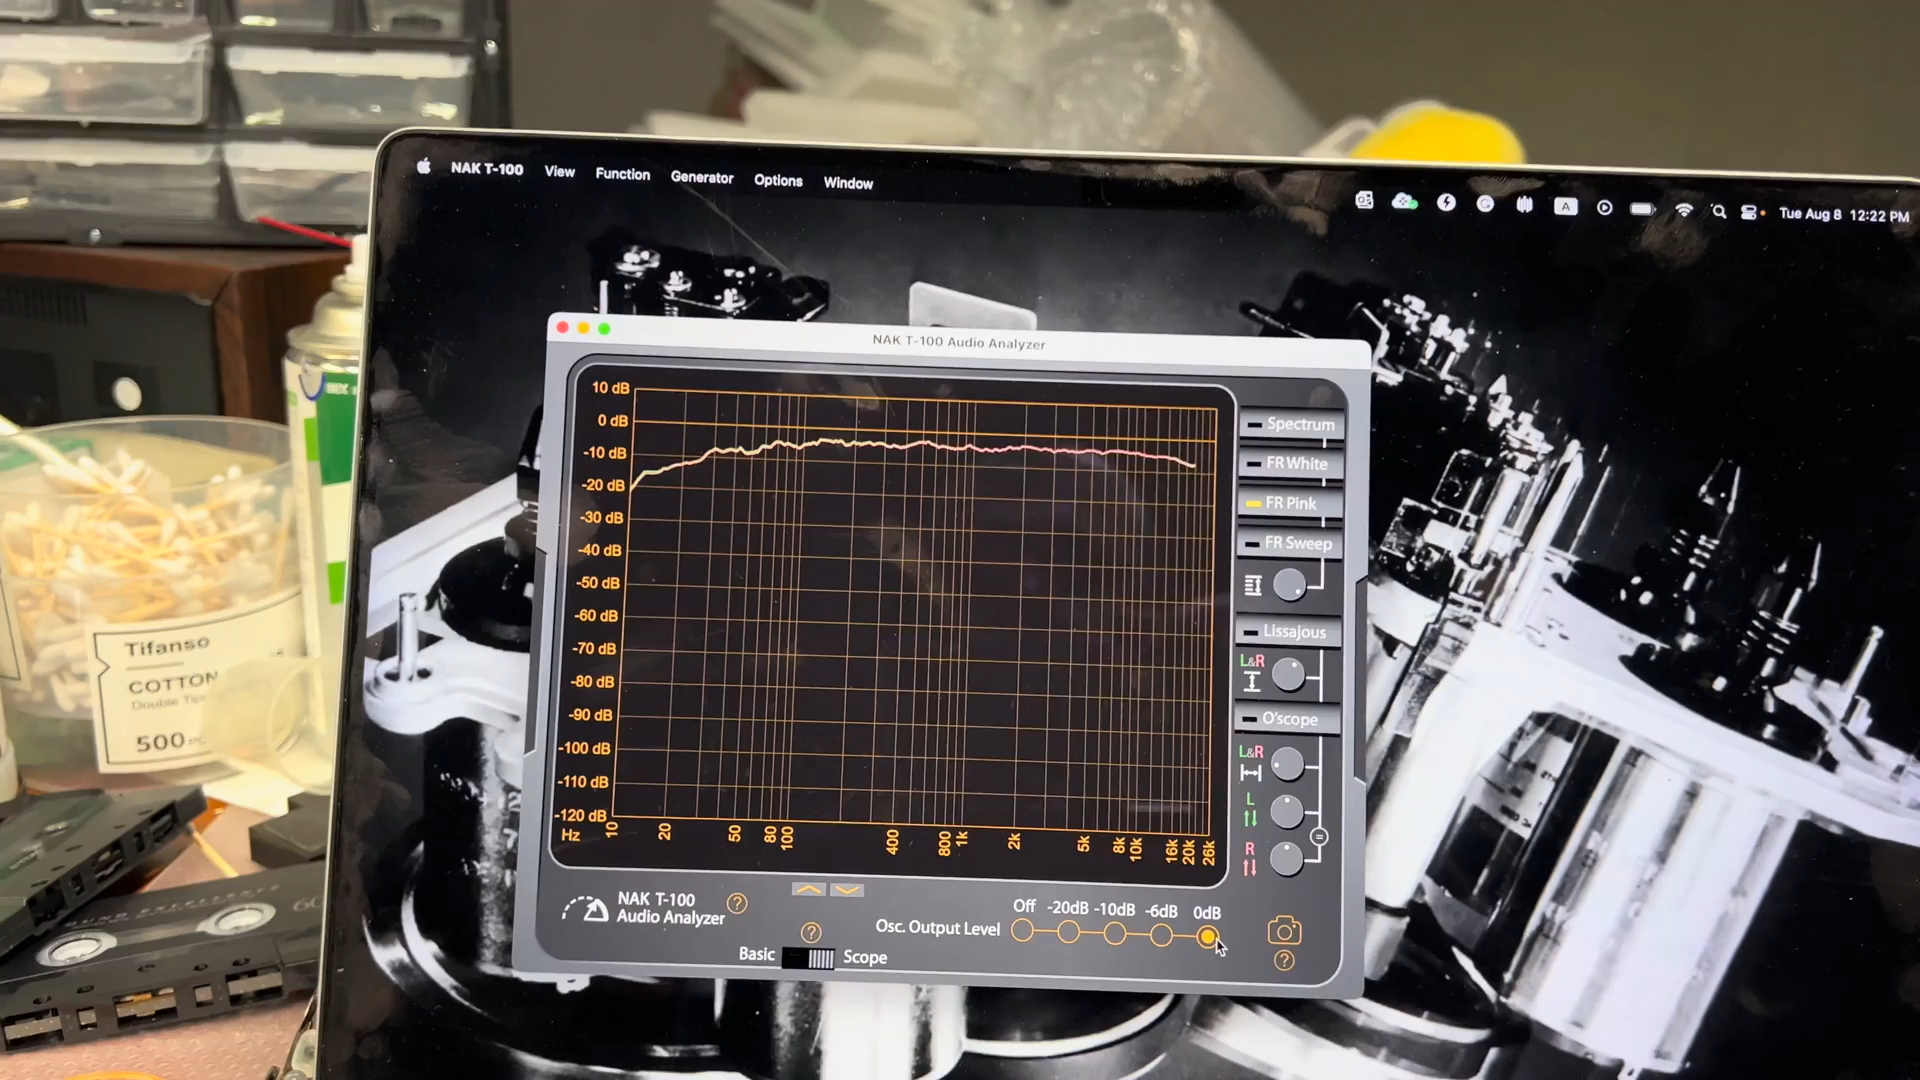 NAK T-100 View Function Generator Options Window
A
Tue Aug 8 12:22 PM
NAK T-100 Audio Analyzer
10 dB
0 dB
-10 dB
-20 dB
-30 dB
-40 dB
-50 dB
-60 dB
-70 dB
-80 dB
-90 dB
-100 dB
-110 dB
-120 dB
Hz 10 20 50 80 100 400 800 1k 2k 5k 8k 10k 16k 20k 26k
Spectrum
FR White
FR Pink
FR Sweep
Lissajous
L&R
O'scope
L&R
L
R
NAK T-100
Audio Analyzer
?
?
Basic
Scope
Osc. Output Level
Off -20dB -10dB -6dB 0dB
?
Tifanso
COTTON
Double
500